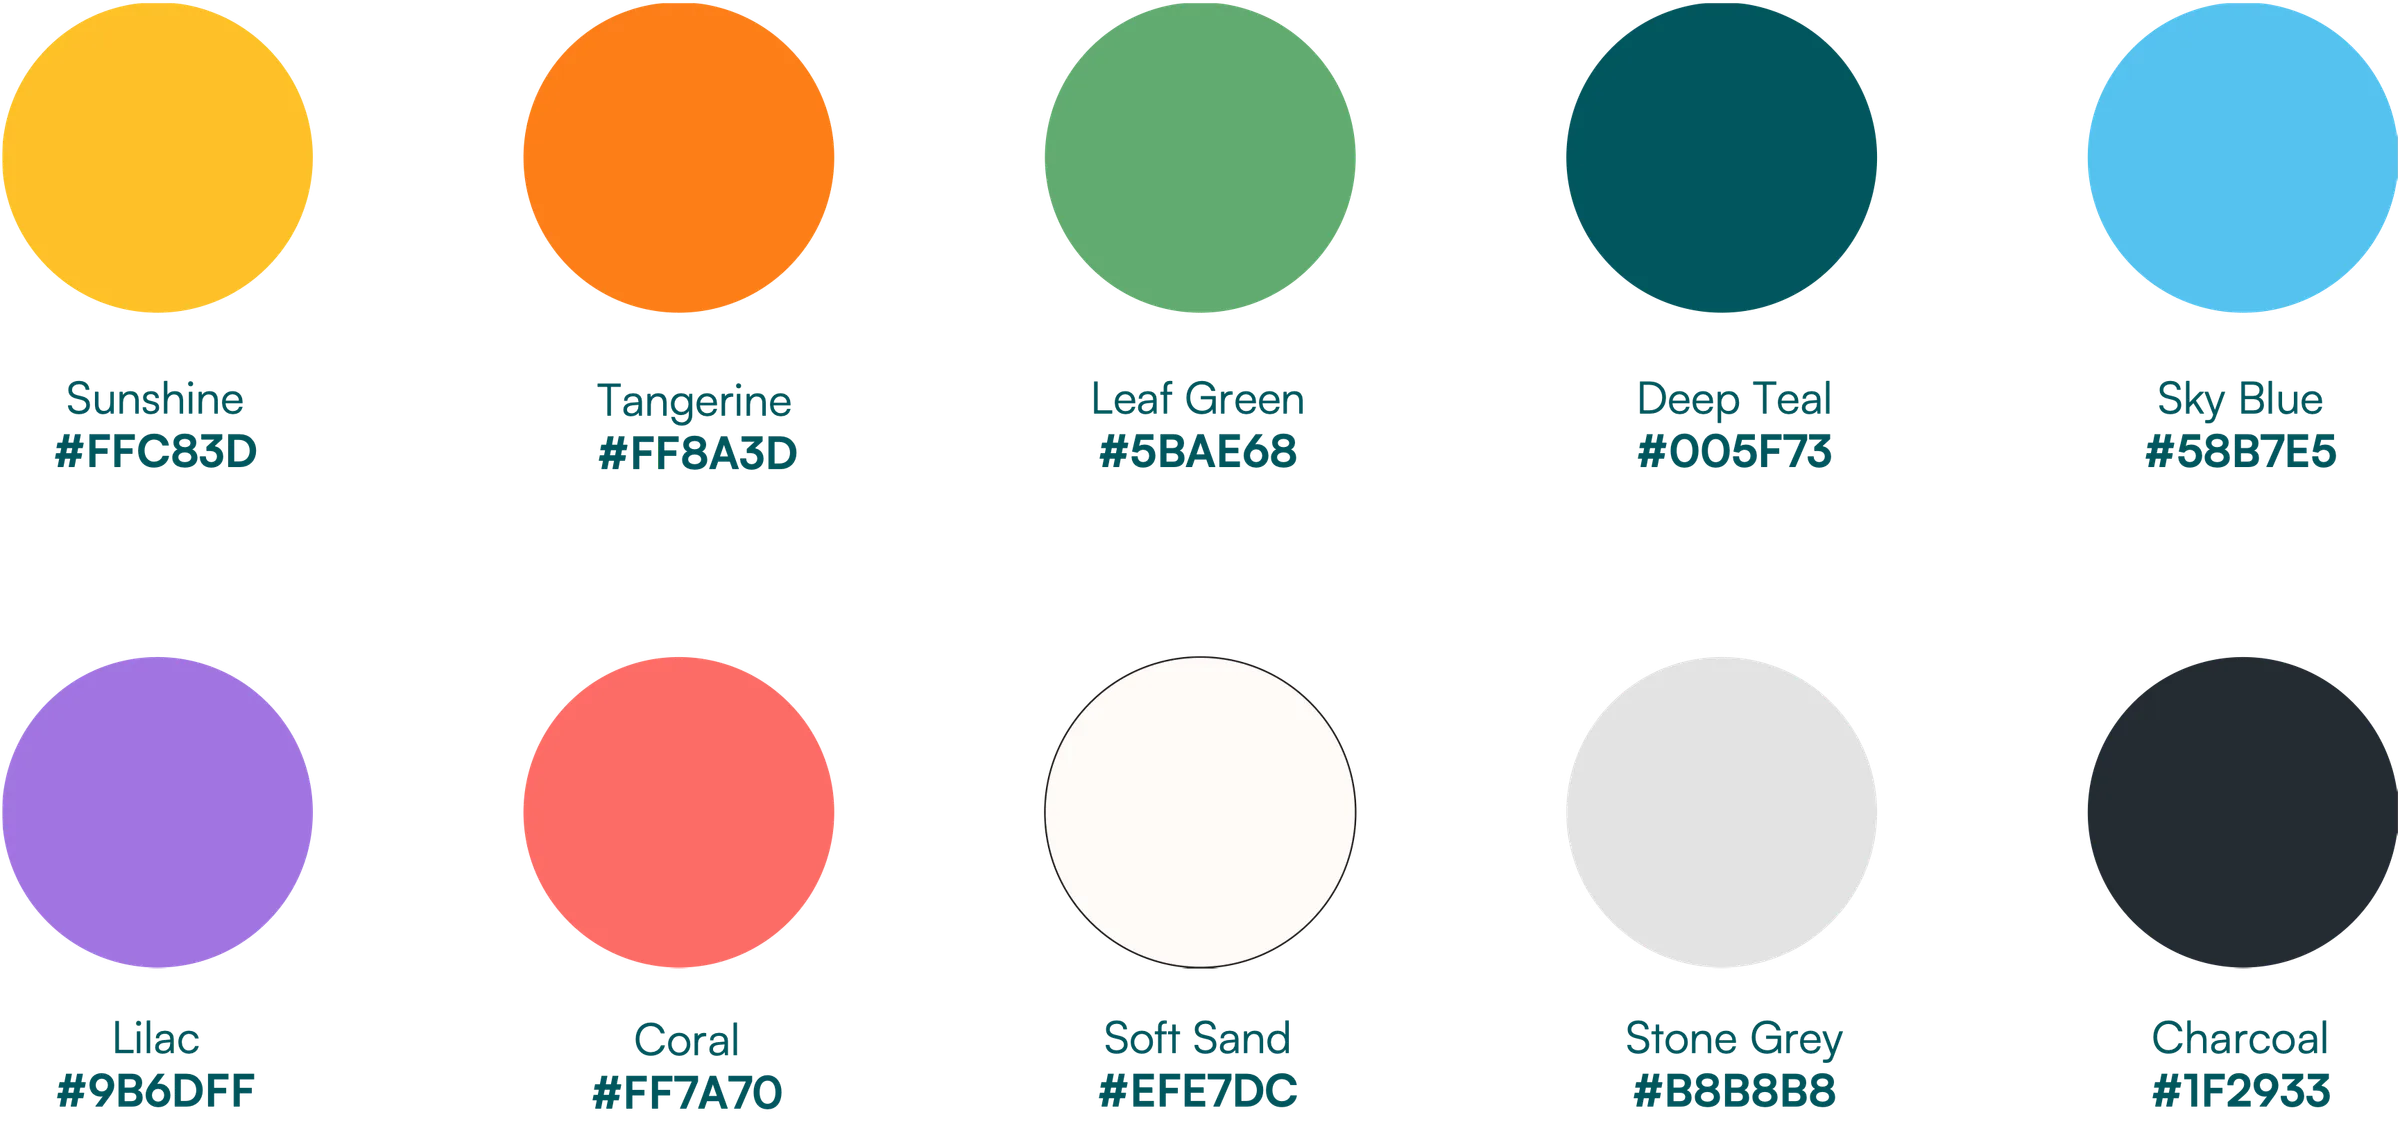 Sunshine
#FFC83D
Tangerine
#FF8A3D
Leaf Green
#5BAE68
Deep Teal
#005F73
Sky Blue
#58B7E5
Lilac
#9B6DFF
Coral
#FF7A70
Soft Sand
#EFE7DC
Stone Grey
#B8B8B8
Charcoal
#1F2933